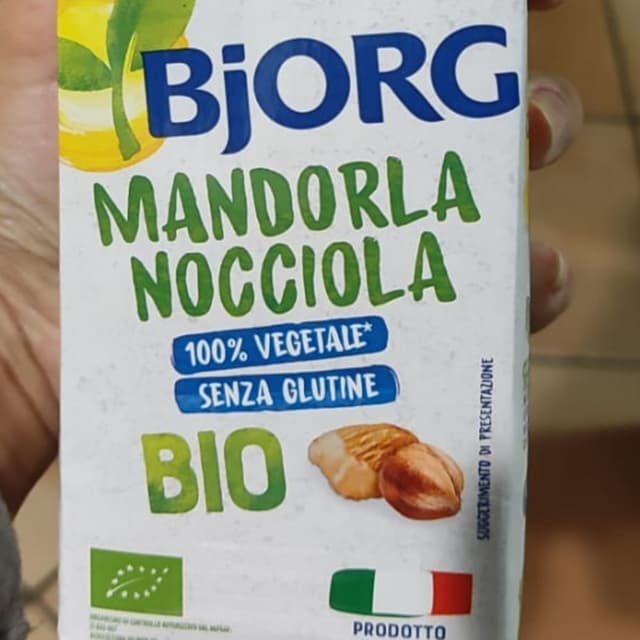 BjORG
MANDORLA
NOCCIOLA
100% VEGETALE*
SENZA GLUTINE
BIO
SUGGERIMENTO DI PRESENTAZIONE
PRODOTTO